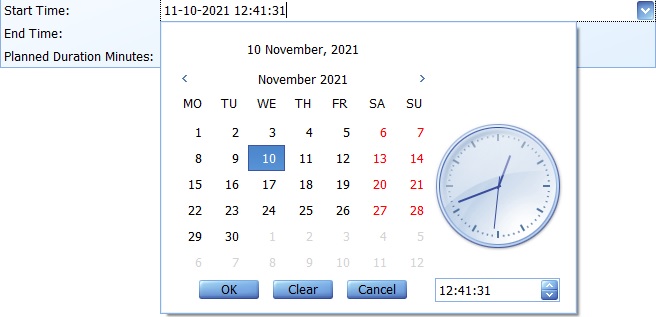 Start Time: 11-10-2021 12:41:31
End Time:
Planned Duration Minutes:
10 November, 2021
< November 2021 >
MO TU WE TH FR SA SU
1 2 3 4 5 6 7
8 9 10 11 12 13 14
15 16 17 18 19 20 21
22 23 24 25 26 27 28
29 30 1 2 3 4 5
6 7 8 9 10 11 12
OK Clear Cancel 12:41:31